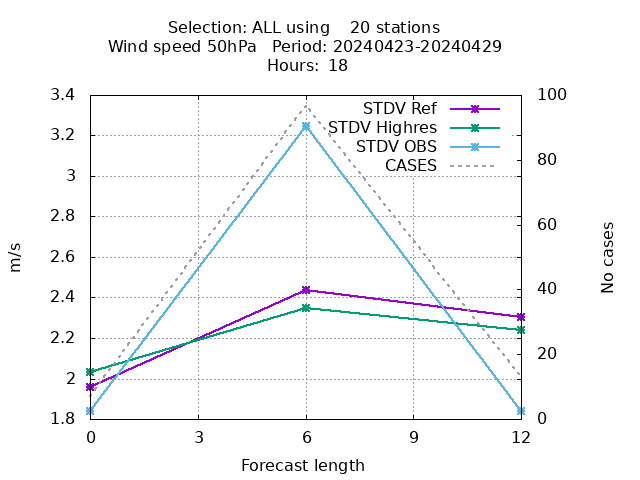 Selection: ALL using    20 stations
Wind speed 50hPa   Period: 20240423-20240429
Hours:  18
3.4
3.2
3
2.8
2.6
2.4
2.2
2
1.8
m/s
STDV Ref
STDV Highres
STDV OBS
CASES
100
80
60
40
20
0
No cases
0 3 6 9 12
Forecast length